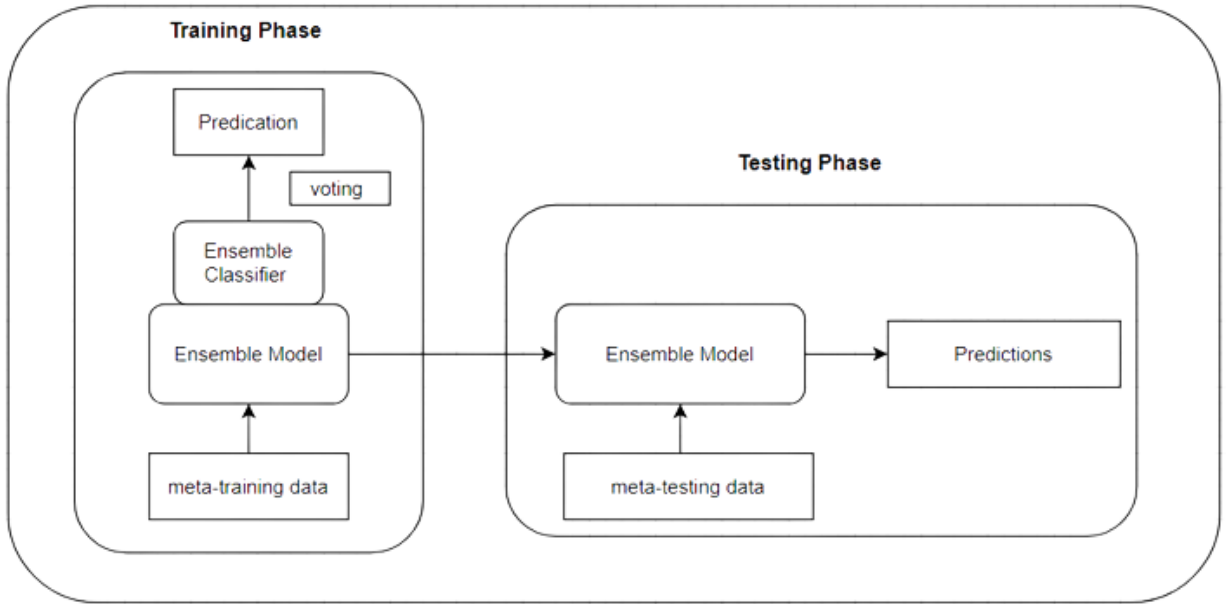 Training Phase
Predication
voting
Ensemble
Classifier
Ensemble Model
meta-training data
Testing Phase
Ensemble Model
Predictions
meta-testing data